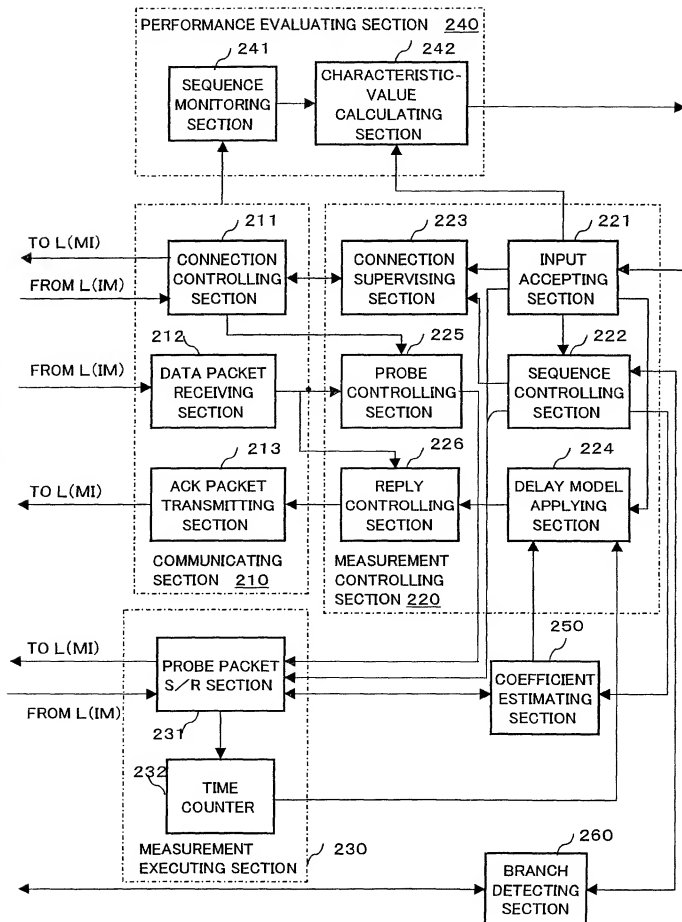 PERFORMANCE EVALUATING SECTION 240
241
242
SEQUENCE
MONITORING
SECTION
CHARACTERISTIC-
VALUE
CALCULATING
SECTION
211
223
221
TO L(MI)
FROM L(IM)
CONNECTION
CONTROLLING
SECTION
CONNECTION
SUPERVISING
SECTION
INPUT
ACCEPTING
SECTION
212
225
222
FROM L(IM)
DATA PACKET
RECEIVING
SECTION
PROBE
CONTROLLING
SECTION
SEQUENCE
CONTROLLING
SECTION
213
226
224
TO L(MI)
ACK PACKET
TRANSMITTING
SECTION
REPLY
CONTROLLING
SECTION
DELAY MODEL
APPLYING
SECTION
COMMUNICATING
SECTION 210
MEASUREMENT
CONTROLLING
SECTION 220
250
TO L(MI)
FROM L(IM)
PROBE PACKET
S/R SECTION
231
COEFFICIENT
ESTIMATING
SECTION
232
TIME
COUNTER
MEASUREMENT
EXECUTING SECTION
230
260
BRANCH
DETECTING
SECTION